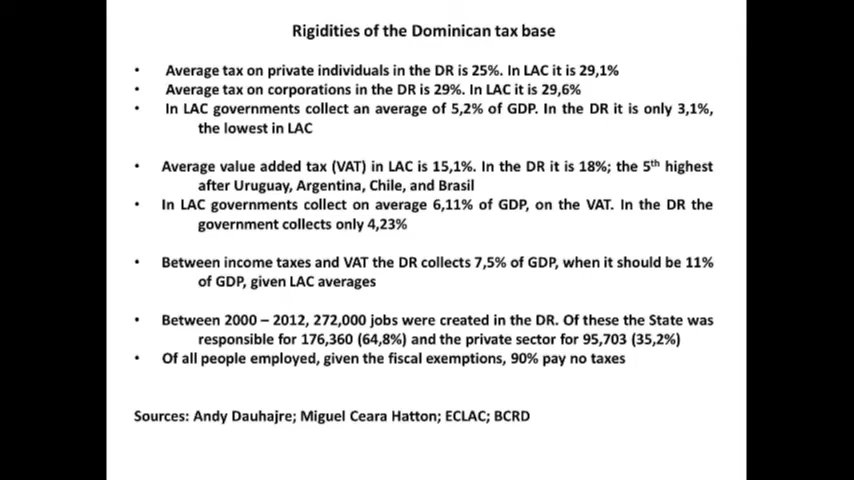 Rigidities of the Dominican tax base
• Average tax on private individuals in the DR is 25%. In LAC it is 29,1%
• Average tax on corporations in the DR is 29%. In LAC it is 29,6%
• In LAC governments collect an average of 5,2% of GDP. In the DR it is only 3,1%,
the lowest in LAC
• Average value added tax (VAT) in LAC is 15,1%. In the DR it is 18%; the 5th highest
after Uruguay, Argentina, Chile, and Brasil
• In LAC governments collect on average 6,11% of GDP, on the VAT. In the DR the
government collects only 4,23%
• Between income taxes and VAT the DR collects 7,5% of GDP, when it should be 11%
of GDP, given LAC averages
• Between 2000 – 2012, 272,000 jobs were created in the DR. Of these the State was
responsible for 176,360 (64,8%) and the private sector for 95,703 (35,2%)
• Of all people employed, given the fiscal exemptions, 90% pay no taxes
Sources: Andy Dauhajre; Miguel Ceara Hatton; ECLAC; BCRD